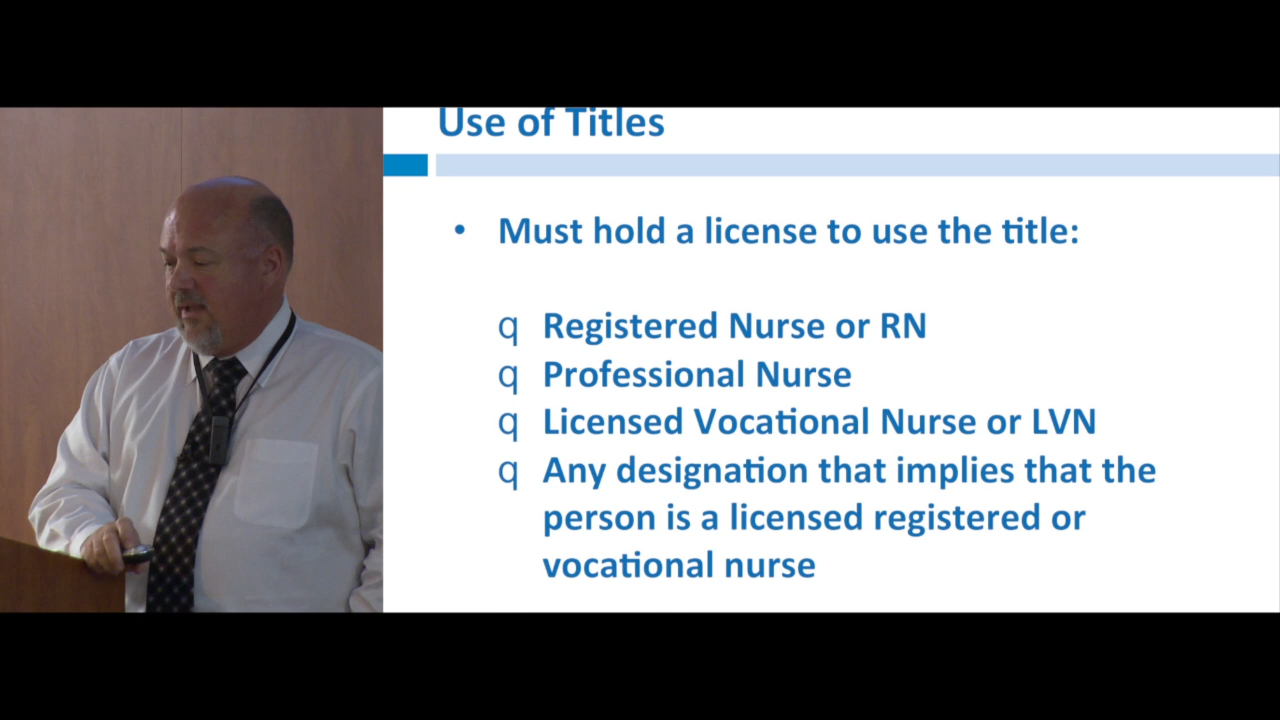 Use of Titles
• Must hold a license to use the title:
q Registered Nurse or RN
q Professional Nurse
q Licensed Vocational Nurse or LVN
q Any designation that implies that the
person is a licensed registered or
vocational nurse